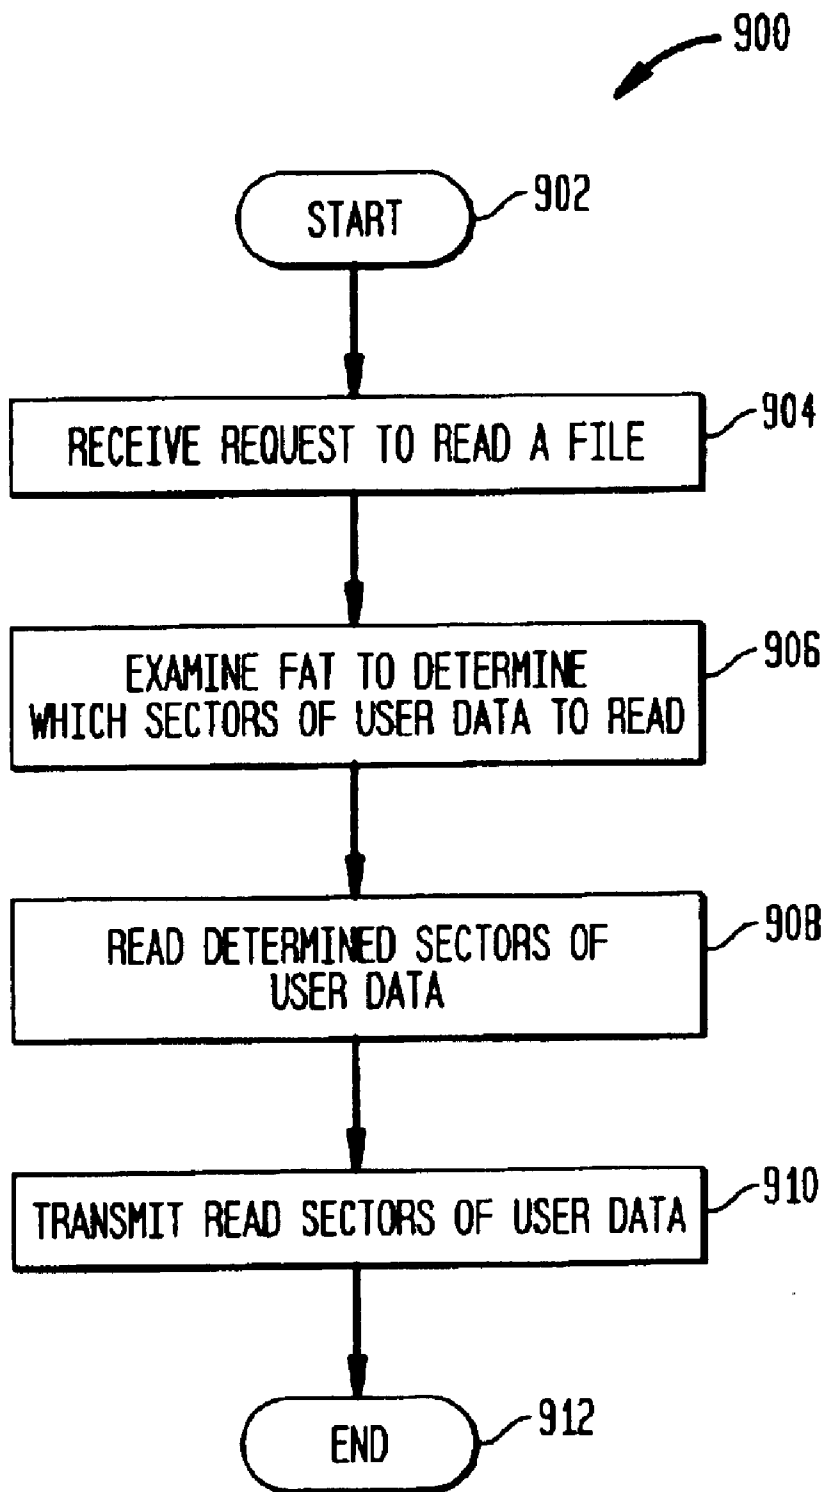 900
START
902
RECEIVE REQUEST TO READ A FILE
904
EXAMINE FAT TO DETERMINE
WHICH SECTORS OF USER DATA TO READ
906
READ DETERMINED SECTORS OF
USER DATA
908
TRANSMIT READ SECTORS OF USER DATA
910
END
912